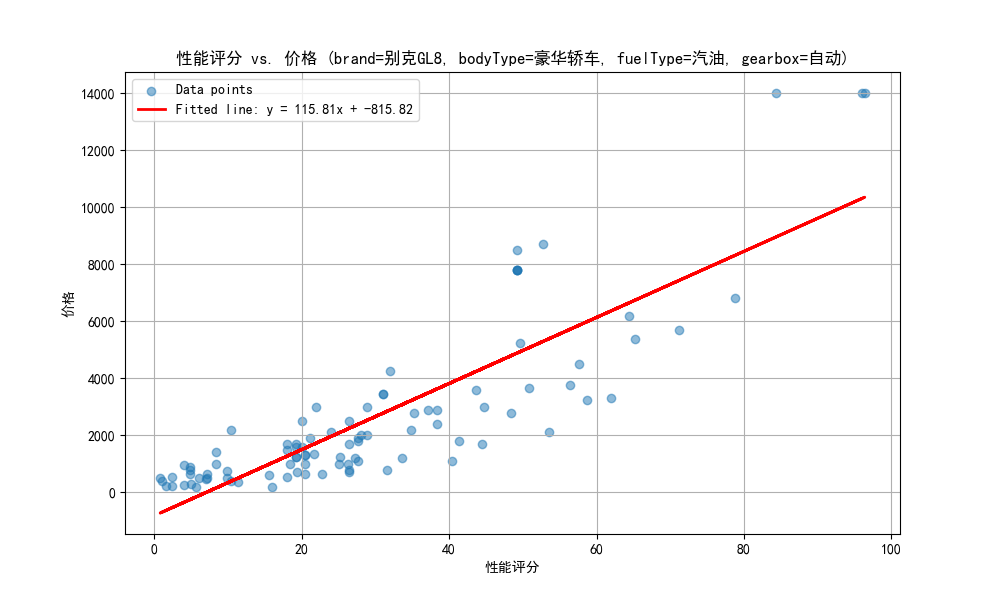 性能评分 vs. 价格 (brand=别克GL8, bodyType=豪华轿车, fuelType=汽油, gearbox=自动)
Data points
Fitted line: y = 115.81x + -815.82
14000
12000
10000
8000
6000
4000
2000
0
价格
0 20 40 60 80 100
性能评分